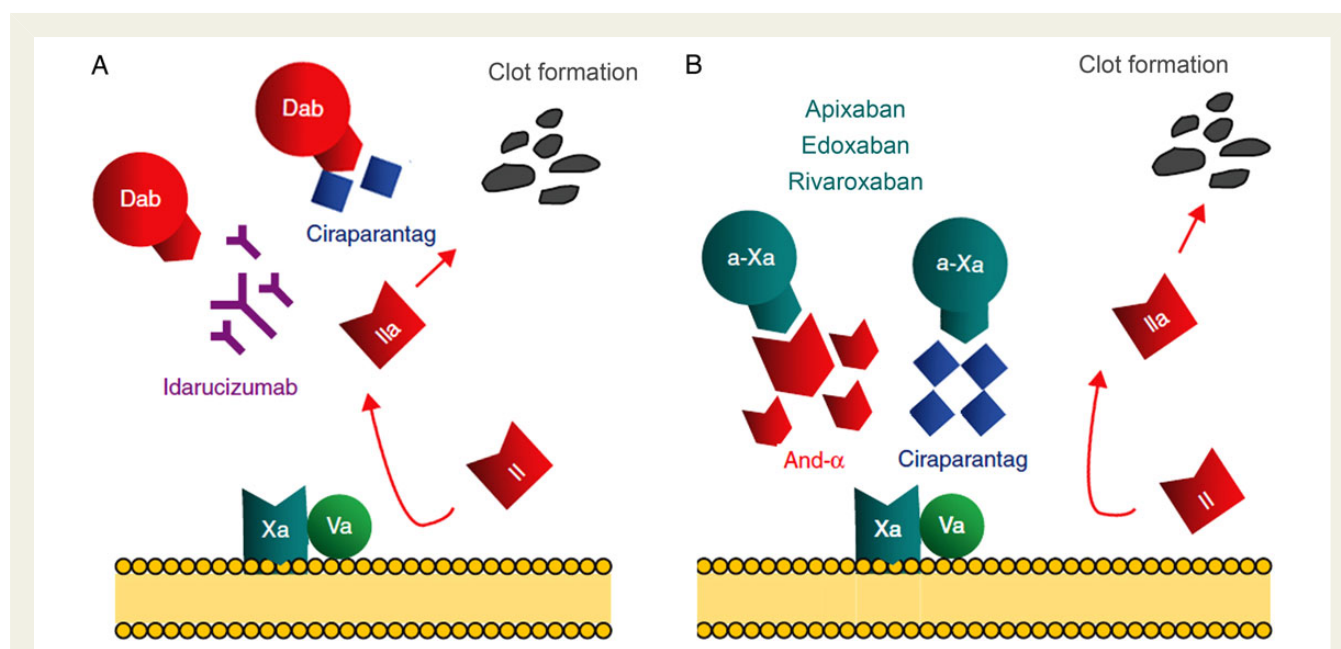 A
Dab
Dab
Ciraparantag
Clot formation
IIa
Idarucizumab
II
Xa
Va
B
Apixaban
Edoxaban
Rivaroxaban
Clot formation
a-Xa
a-Xa
IIa
And-α
Ciraparantag
II
Xa
Va